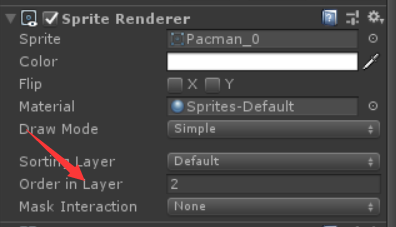 Sprite Renderer
Sprite Pacman_0
Color
Flip X Y
Material Sprites-Default
Draw Mode Simple
Sorting Layer Default
Order in Layer 2
Mask Interaction None